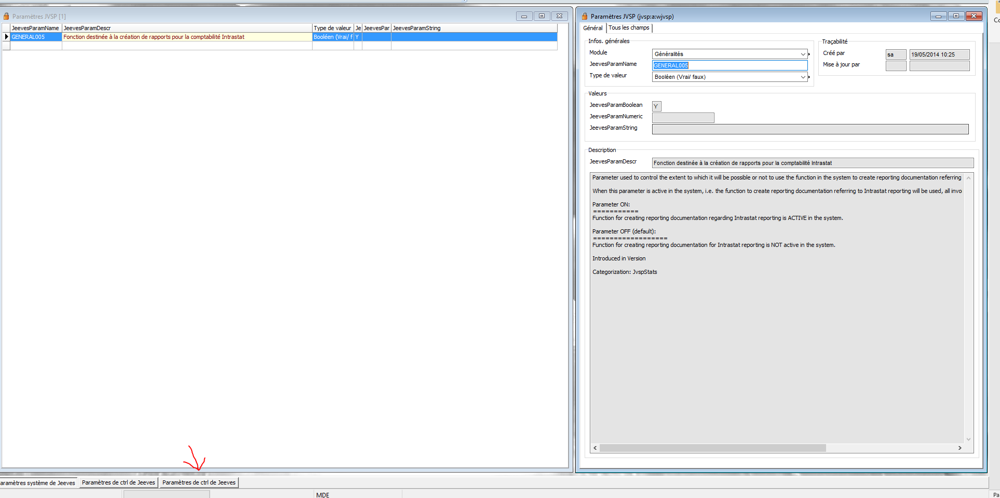 Paramètres JVSP [1]
JeevesParamName JeevesParamDescr Type de valeur Je JeevesPar JeevesParamString
GENERAL005 Fonction destinée à la création de rapports pour la comptabilité Intrastat Booléen (Vrai/ f Y
Paramètres JVSP (jvsp:a:wjvsp)
Général Tous les champs
Infos. générales
Module Généralités
JeevesParamName GENERAL005
Type de valeur Booléen (Vrai/ faux)
Traçabilité
Créé par sa 19/05/2014 10:25
Mise à jour par
Valeurs
JeevesParamBoolean Y
JeevesParamNumeric
JeevesParamString
Description
JeevesParamDescr Fonction destinée à la création de rapports pour la comptabilité Intrastat
Parameter used to control the extent to which it will be possible or not to use the function in the system to create reporting documentation referring
When this parameter is active in the system, i.e. the function to create reporting documentation referring to Intrastat reporting will be used, all invo
Parameter ON:
===========
Function for creating reporting documentation regarding Intrastat reporting is ACTIVE in the system.
Parameter OFF (default):
==================
Function for creating reporting documentation for Intrastat reporting is NOT active in the system.
Introduced in Version
Categorization: JvspStats
aramètres système de Jeeves Paramètres de ctrl de Jeeves Paramètres de ctrl de Jeeves
MDE
Pa